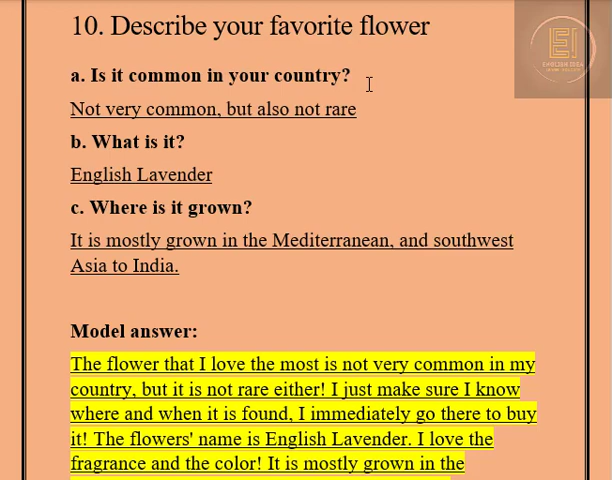 10. Describe your favorite flower
EI
ENGLISH IDEA
a. Is it common in your country?
Not very common, but also not rare
b. What is it?
English Lavender
c. Where is it grown?
It is mostly grown in the Mediterranean, and southwest
Asia to India.
Model answer:
The flower that I love the most is not very common in my
country, but it is not rare either! I just make sure I know
where and when it is found, I immediately go there to buy
it! The flowers' name is English Lavender. I love the
fragrance and the color! It is mostly grown in the